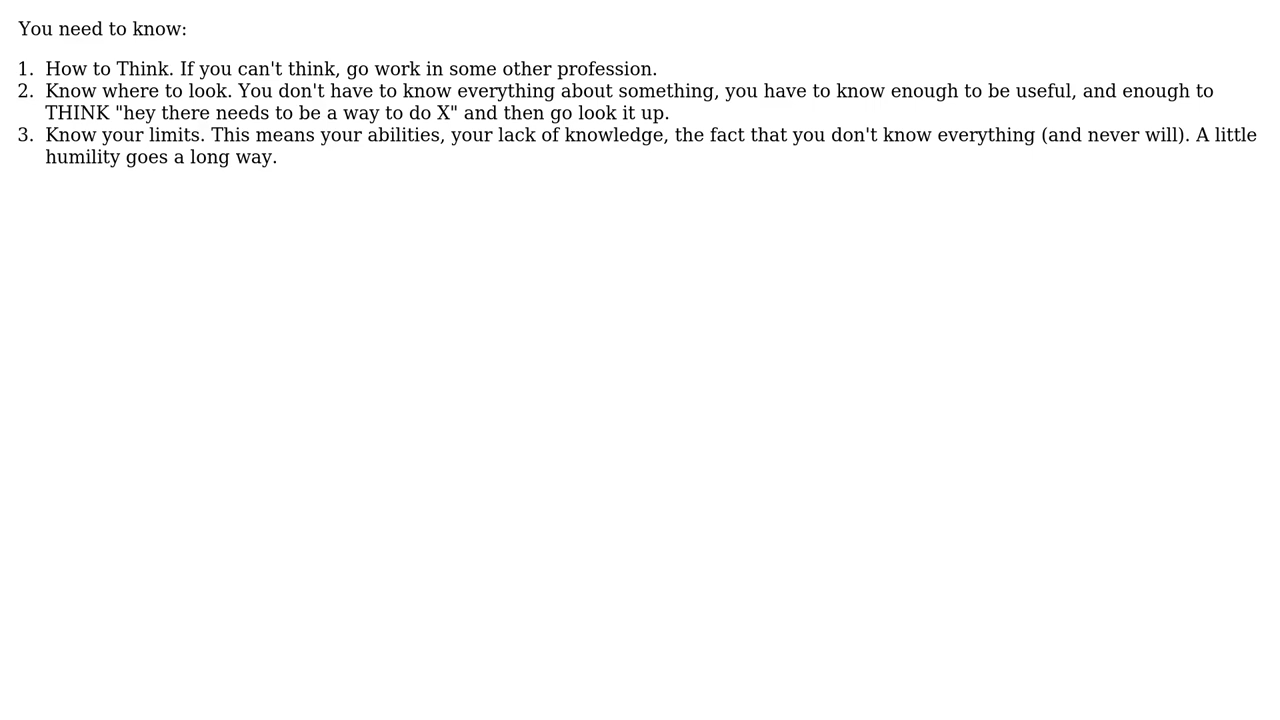 You need to know:
1. How to Think. If you can't think, go work in some other profession.
2. Know where to look. You don't have to know everything about something, you have to know enough to be useful, and enough to
THINK "hey there needs to be a way to do X" and then go look it up.
3. Know your limits. This means your abilities, your lack of knowledge, the fact that you don't know everything (and never will). A little
humility goes a long way.